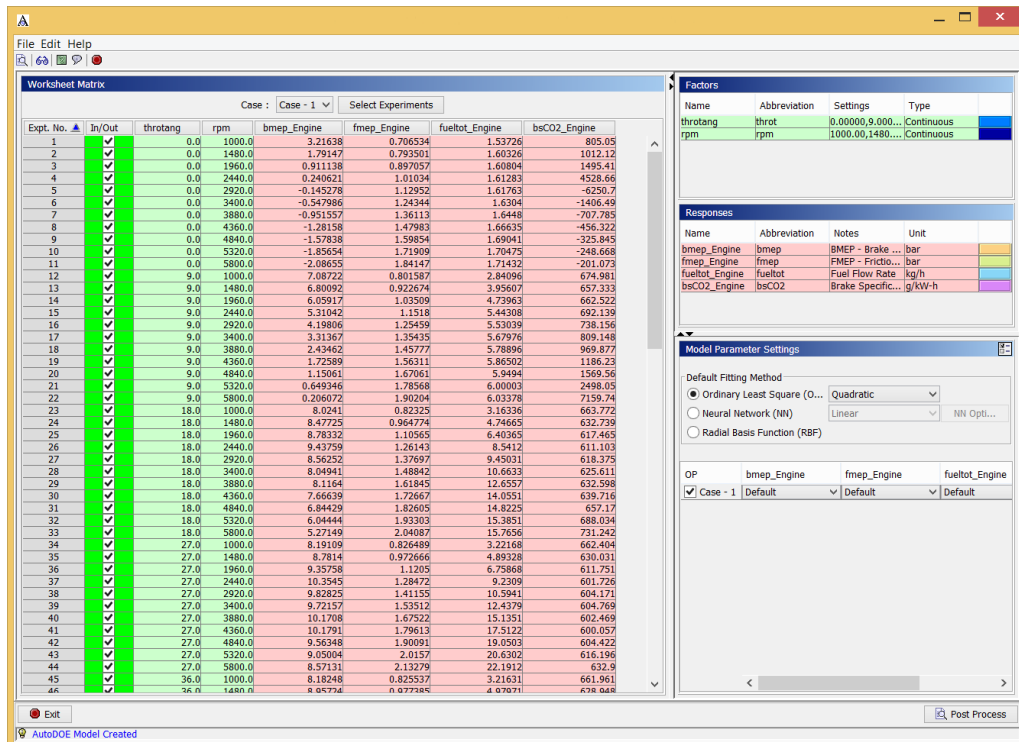 File Edit Help
Worksheet Matrix
Case : Case - 1 Select Experiments
Expt. No. In/Out throtang rpm bmep_Engine fmep_Engine fueltot_Engine bsCO2_Engine
1 0.0 1000.0 3.21638 0.706534 1.53726 805.05
2 0.0 1480.0 1.79147 0.793501 1.60326 1012.12
3 0.0 1960.0 0.911138 0.897057 1.60804 1495.41
4 0.0 2440.0 0.240621 1.01034 1.61283 4528.66
5 0.0 2920.0 -0.145278 1.12952 1.61763 -6250.7
6 0.0 3400.0 -0.547986 1.24344 1.6304 -1406.49
7 0.0 3880.0 -0.951557 1.36113 1.6448 -707.785
8 0.0 4360.0 -1.28158 1.47983 1.66635 -456.322
9 0.0 4840.0 -1.57838 1.59854 1.69041 -325.845
10 0.0 5320.0 -1.85654 1.71909 1.70475 -248.668
11 0.0 5800.0 -2.08655 1.84147 1.71432 -201.073
12 9.0 1000.0 7.08722 0.801587 2.84096 674.981
13 9.0 1480.0 6.80092 0.922674 3.95607 657.333
14 9.0 1960.0 6.05917 1.03509 4.73963 662.522
15 9.0 2440.0 5.31042 1.1518 5.44308 692.139
16 9.0 2920.0 4.19806 1.25459 5.53039 738.156
17 9.0 3400.0 3.31367 1.35435 5.67976 809.148
18 9.0 3880.0 2.43462 1.45777 5.78896 969.877
19 9.0 4360.0 1.72589 1.56311 5.86502 1186.23
20 9.0 4840.0 1.15061 1.67061 5.9494 1569.56
21 9.0 5320.0 0.649346 1.78568 6.00003 2498.05
22 9.0 5800.0 0.206072 1.90204 6.03378 7159.74
23 18.0 1000.0 8.0241 0.82325 3.16336 663.772
24 18.0 1480.0 8.47725 0.964774 4.74665 632.739
25 18.0 1960.0 8.78332 1.10565 6.40365 617.465
26 18.0 2440.0 9.43759 1.26143 8.5412 611.103
27 18.0 2920.0 8.56252 1.37697 9.45031 618.375
28 18.0 3400.0 8.04941 1.48842 10.6633 625.611
29 18.0 3880.0 8.1164 1.61845 12.6557 632.598
30 18.0 4360.0 7.66639 1.72667 14.0551 639.716
31 18.0 4840.0 6.84429 1.82605 14.8225 657.17
32 18.0 5320.0 6.04444 1.93303 15.3851 688.034
33 18.0 5800.0 5.27149 2.04087 15.7656 731.242
34 27.0 1000.0 8.19109 0.826489 3.22168 662.404
35 27.0 1480.0 8.7814 0.972666 4.89328 630.031
36 27.0 1960.0 9.35758 1.1205 6.75868 611.751
37 27.0 2440.0 10.3545 1.28472 9.2309 601.726
38 27.0 2920.0 9.82825 1.41155 10.5941 604.171
39 27.0 3400.0 9.72157 1.53512 12.4379 604.769
40 27.0 3880.0 10.1708 1.67522 15.1351 602.469
41 27.0 4360.0 10.1791 1.79613 17.5122 600.057
42 27.0 4840.0 9.56348 1.90091 19.0503 604.422
43 27.0 5320.0 9.05004 2.0157 20.6302 616.196
44 27.0 5800.0 8.57131 2.13279 22.1912 632.9
45 36.0 1000.0 8.18248 0.825537 3.21631 661.961
46 36.0 1480.0 8.95724 0.977385 4.97971 628.948
Factors
Name Abbreviation Settings Type
throtang throt 0.00000,9.000... Continuous
rpm rpm 1000.00,1480.... Continuous
Responses
Name Abbreviation Notes Unit
bmep_Engine bmep BMEP - Brake ... bar
fmep_Engine fmep FMEP - Frictio... bar
fueltot_Engine fueltot Fuel Flow Rate kg/h
bsCO2_Engine bsCO2 Brake Specific... g/kW-h
Model Parameter Settings
Default Fitting Method
Ordinary Least Square (O... Quadratic
Neural Network (NN) Linear NN Opti...
Radial Basis Function (RBF)
OP bmep_Engine fmep_Engine fueltot_Engine
Case - 1 Default Default Default
Exit Post Process
AutoDOE Model Created